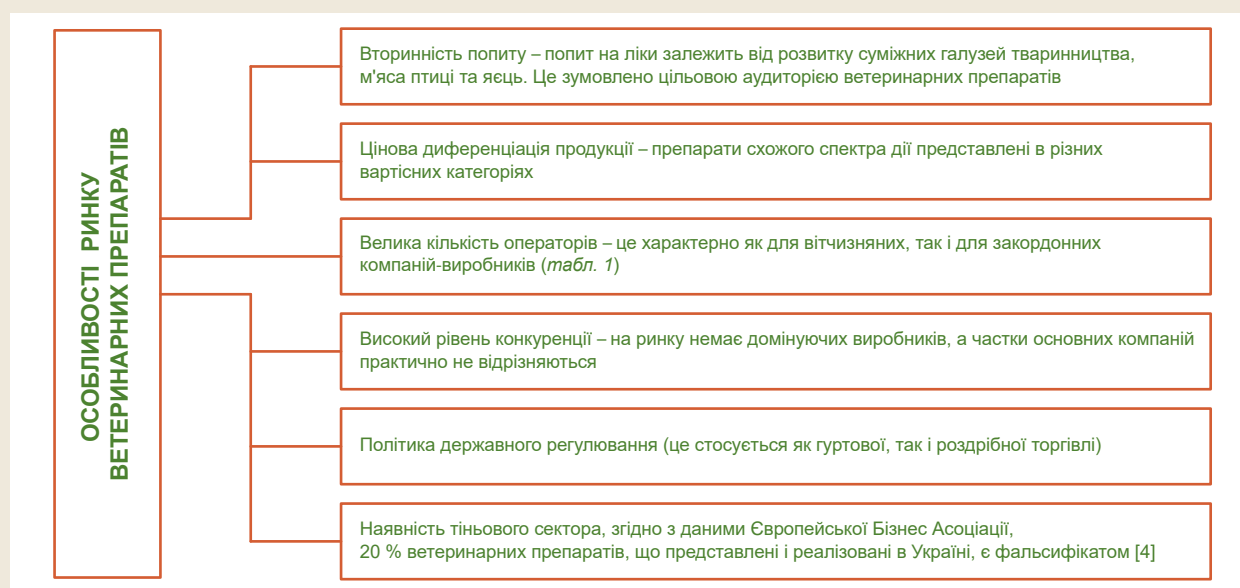 ОСОБЛИВОСТІ РИНКУ
ВЕТЕРИНАРНИХ ПРЕПАРАТІВ
Вторинність попиту – попит на ліки залежить від розвитку суміжних галузей тваринництва,
м'яса птиці та яєць. Це зумовлено цільовою аудиторією ветеринарних препаратів
Цінова диференціація продукції – препарати схожого спектра дії представлені в різних
вартісних категоріях
Велика кількість операторів – це характерно як для вітчизняних, так і для закордонних
компаній-виробників (табл. 1)
Високий рівень конкуренції – на ринку немає домінуючих виробників, а частки основних компаній
практично не відрізняються
Політика державного регулювання (це стосується як гуртової, так і роздрібної торгівлі)
Наявність тіньового сектора, згідно з даними Європейської Бізнес Асоціації,
20 % ветеринарних препаратів, що представлені і реалізовані в Україні, є фальсифікатом [4]